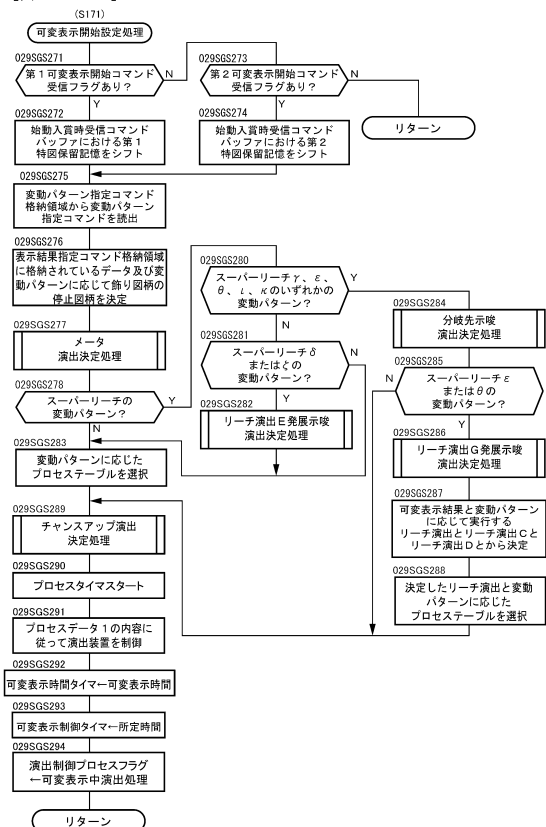 (S171)
可変表示開始設定処理
029SGS271
第1可変表示開始コマンド
受信フラグあり?
N
Y
029SGS273
第2可変表示開始コマンド
受信フラグあり?
N
Y
リターン
029SGS272
始動入賞時受信コマンド
バッファにおける第1
特図保留記憶をシフト
029SGS274
始動入賞時受信コマンド
バッファにおける第2
特図保留記憶をシフト
029SGS275
変動パターン指定コマンド
格納領域から変動パターン
指定コマンドを読出
029SGS276
表示結果指定コマンド格納領域
に格納されているデータ及び変
動パターンに応じて飾り図柄の
停止図柄を決定
029SGS277
メータ
演出決定処理
029SGS278
スーパーリーチの
変動パターン?
Y
N
029SGS280
スーパーリーチγ、ε、
θ、ι、κのいずれかの
変動パターン?
Y
N
029SGS281
スーパーリーチδ
またはζの
変動パターン?
N
Y
029SGS282
リーチ演出E発展示唆
演出決定処理
029SGS283
変動パターンに応じた
プロセステーブルを選択
029SGS284
分岐先示唆
演出決定処理
029SGS285
スーパーリーチε
またはθの
変動パターン?
N
Y
029SGS286
リーチ演出G発展示唆
演出決定処理
029SGS287
可変表示結果と変動パターン
に応じて実行する
リーチ演出とリーチ演出Cと
リーチ演出Dとから決定
029SGS288
決定したリーチ演出と変動
パターンに応じた
プロセステーブルを選択
029SGS289
チャンスアップ演出
決定処理
029SGS290
プロセスタイマスタート
029SGS291
プロセスデータ1の内容に
従って演出装置を制御
029SGS292
可変表示時間タイマ←可変表示時間
029SGS293
可変表示制御タイマ←所定時間
029SGS294
演出制御プロセスフラグ
←可変表示中演出処理
リターン